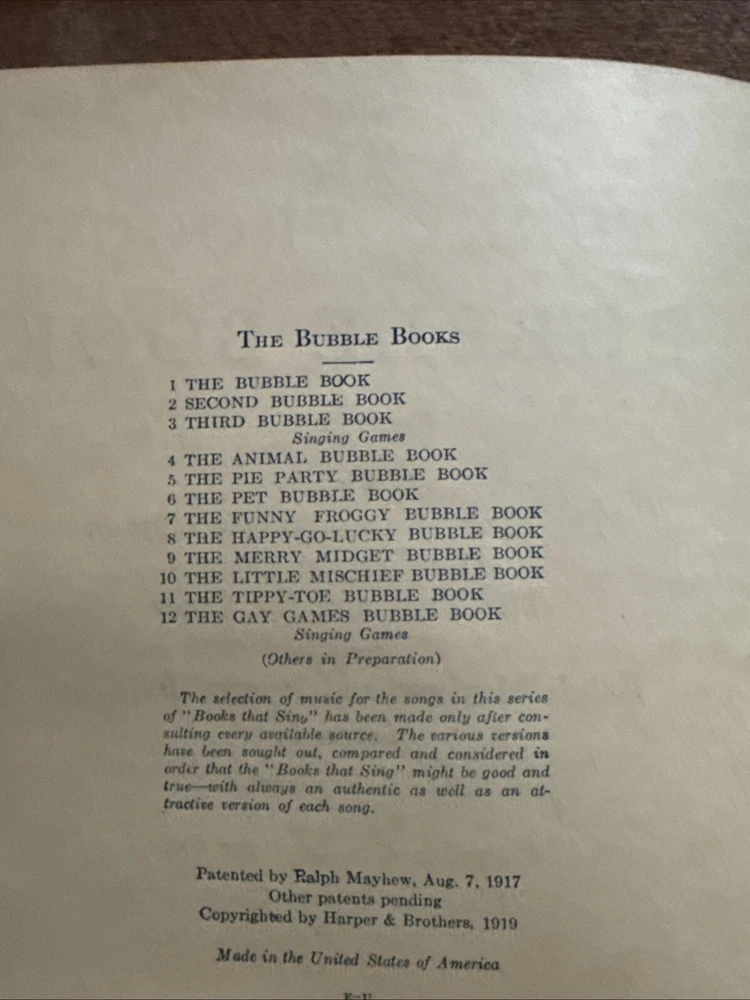 THE BUBBLE BOOKS
1 THE BUBBLE BOOK
2 SECOND BUBBLE BOOK
3 THIRD BUBBLE BOOK
Singing Games
4 THE ANIMAL BUBBLE BOOK
5 THE PIE PARTY BUBBLE BOOK
6 THE PET BUBBLE BOOK
7 THE FUNNY FROGGY BUBBLE BOOK
8 THE HAPPY-GO-LUCKY BUBBLE BOOK
9 THE MERRY MIDGET BUBBLE BOOK
10 THE LITTLE MISCHIEF BUBBLE BOOK
11 THE TIPPY-TOE BUBBLE BOOK
12 THE GAY GAMES BUBBLE BOOK
Singing Games
(Others in Preparation)
The selection of music for the songs in this series
of "Books that Sing" has been made only after con-
sulting every available source. The various versions
have been sought out, compared and considered in
order that the "Books that Sing" might be good and
true—with always an authentic as well as an at-
tractive version of each song.
Patented by Ralph Mayhew, Aug. 7, 1917
Other patents pending
Copyrighted by Harper & Brothers, 1919
Made in the United States of America